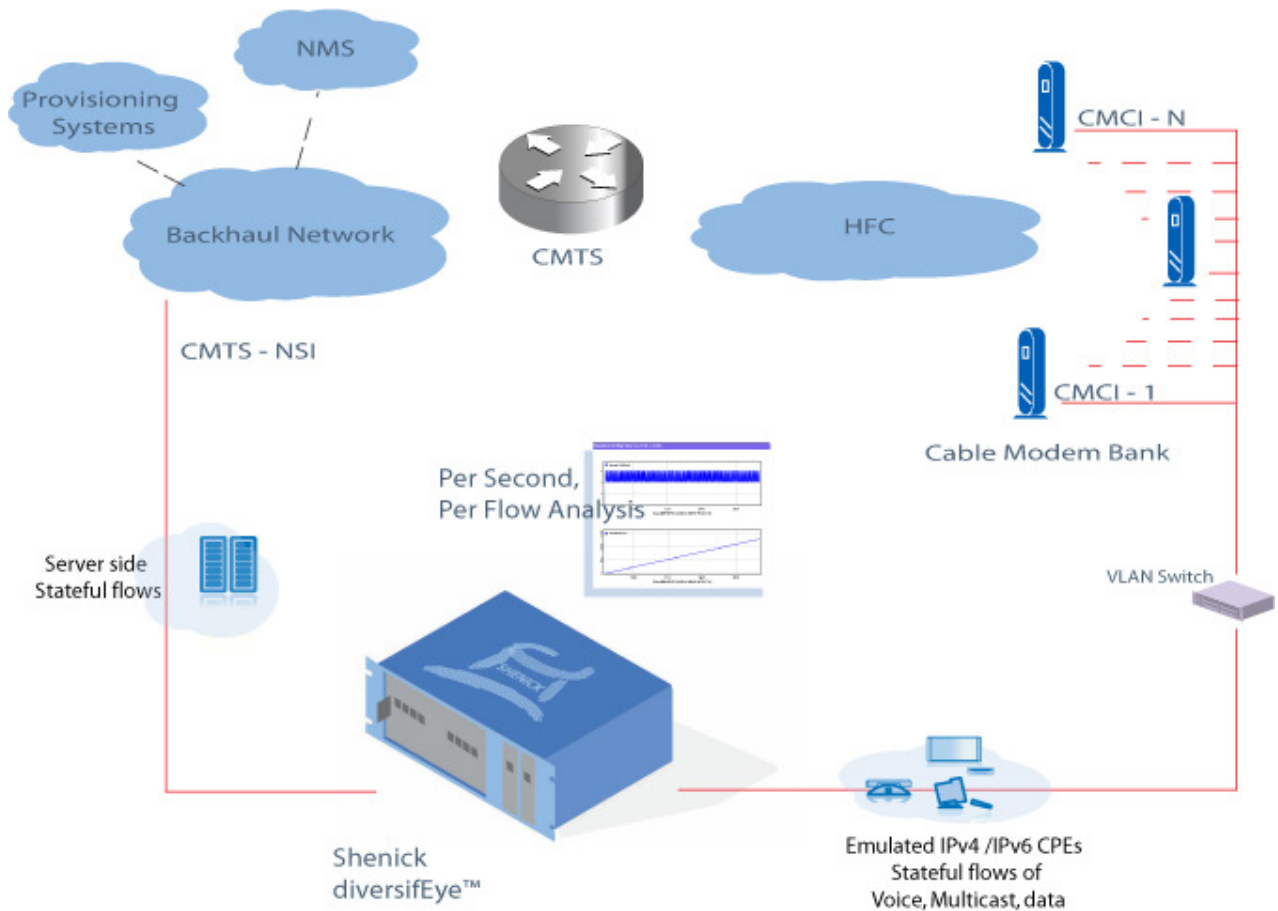 NMS
Provisioning
Systems
Backhaul Network
CMTS
HFC
CMCI - N
CMTS - NSI
CMCI - 1
Cable Modem Bank
Per Second,
Per Flow Analysis
Server side
Stateful flows
VLAN Switch
SHENICK
Shenick
diversifEye™
Emulated IPv4 /IPv6 CPEs
Stateful flows of
Voice, Multicast, data